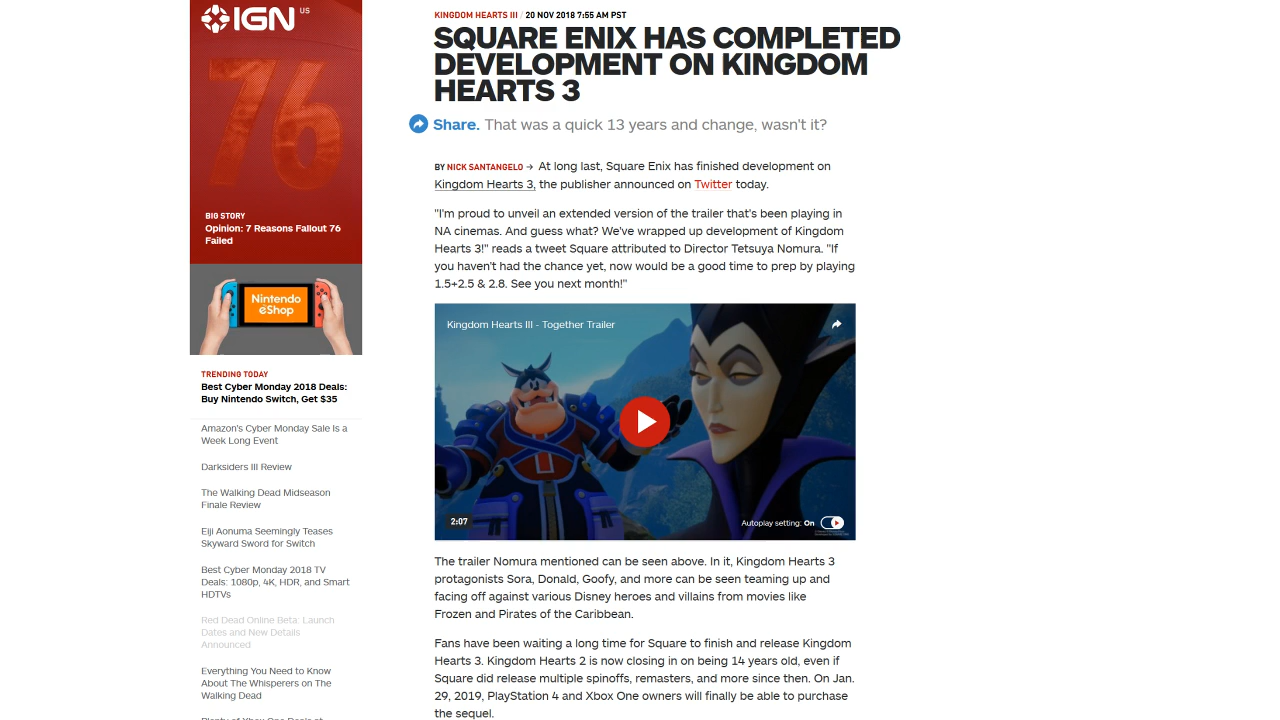 IGN US
76
BIG STORY
Opinion: 7 Reasons Fallout 76
Failed
Nintendo
eShop
TRENDING TODAY
Best Cyber Monday 2018 Deals:
Buy Nintendo Switch, Get $35
Amazon's Cyber Monday Sale Is a
Week Long Event
Darksiders III Review
The Walking Dead Midseason
Finale Review
Eiji Aonuma Seemingly Teases
Skyward Sword for Switch
Best Cyber Monday 2018 TV
Deals: 1080p, 4K, HDR, and Smart
HDTVs
Red Dead Online Beta: Launch
Dates and New Details
Announced
Everything You Need to Know
About The Whisperers on The
Walking Dead
Plenty of Xbox One Deals at
KINGDOM HEARTS III / 20 NOV 2018 7:55 AM PST
SQUARE ENIX HAS COMPLETED
DEVELOPMENT ON KINGDOM
HEARTS 3
Share. That was a quick 13 years and change, wasn't it?
BY NICK SANTANGELO → At long last, Square Enix has finished development on
Kingdom Hearts 3, the publisher announced on Twitter today.
"I'm proud to unveil an extended version of the trailer that's been playing in
NA cinemas. And guess what? We've wrapped up development of Kingdom
Hearts 3!" reads a tweet Square attributed to Director Tetsuya Nomura. "If
you haven't had the chance yet, now would be a good time to prep by playing
1.5+2.5 & 2.8. See you next month!"
Kingdom Hearts III - Together Trailer
2:07
Autoplay setting: On
The trailer Nomura mentioned can be seen above. In it, Kingdom Hearts 3
protagonists Sora, Donald, Goofy, and more can be seen teaming up and
facing off against various Disney heroes and villains from movies like
Frozen and Pirates of the Caribbean.
Fans have been waiting a long time for Square to finish and release Kingdom
Hearts 3. Kingdom Hearts 2 is now closing in on being 14 years old, even if
Square did release multiple spinoffs, remasters, and more since then. On Jan.
29, 2019, PlayStation 4 and Xbox One owners will finally be able to purchase
the sequel.